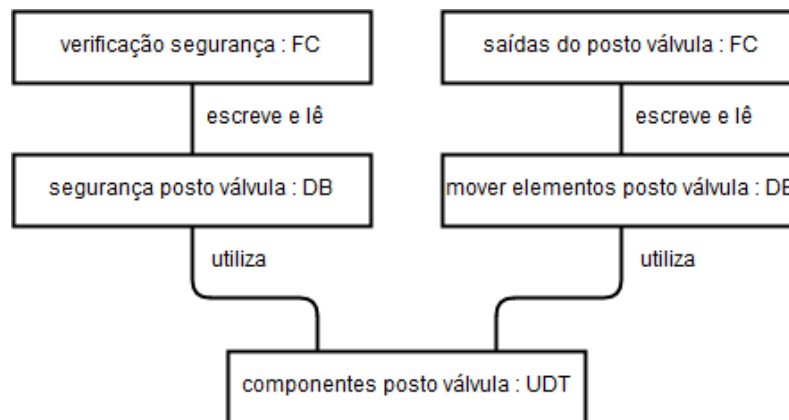 verificação segurança : FC
saídas do posto válvula : FC
escreve e lê
escreve e lê
segurança posto válvula : DB
mover elementos posto válvula : DB
utiliza
utiliza
componentes posto válvula : UDT